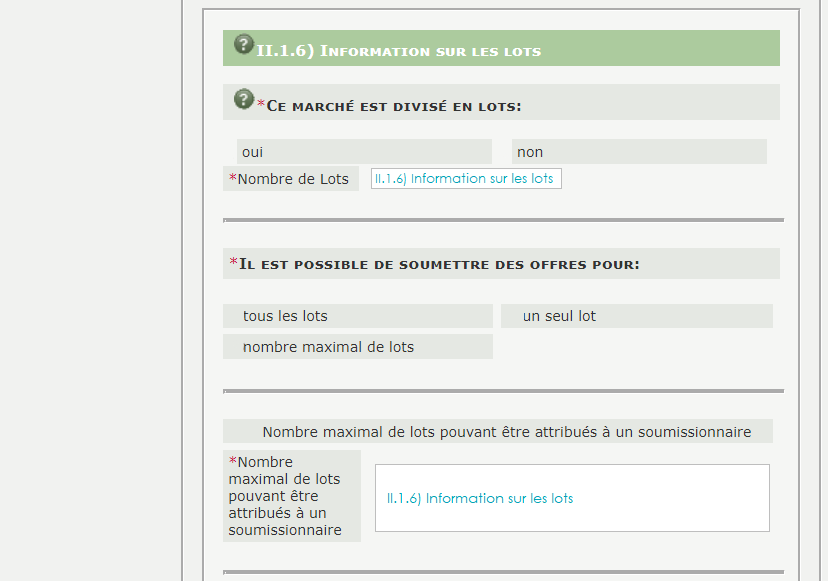 ? II.1.6) Information sur les lots
? *Ce marché est divisé en lots:
oui non
*Nombre de Lots II.1.6) Information sur les lots
*Il est possible de soumettre des offres pour:
tous les lots un seul lot
nombre maximal de lots
Nombre maximal de lots pouvant être attribués à un soumissionnaire
*Nombre
maximal de lots
pouvant être
attribués à un
soumissionnaire
II.1.6) Information sur les lots